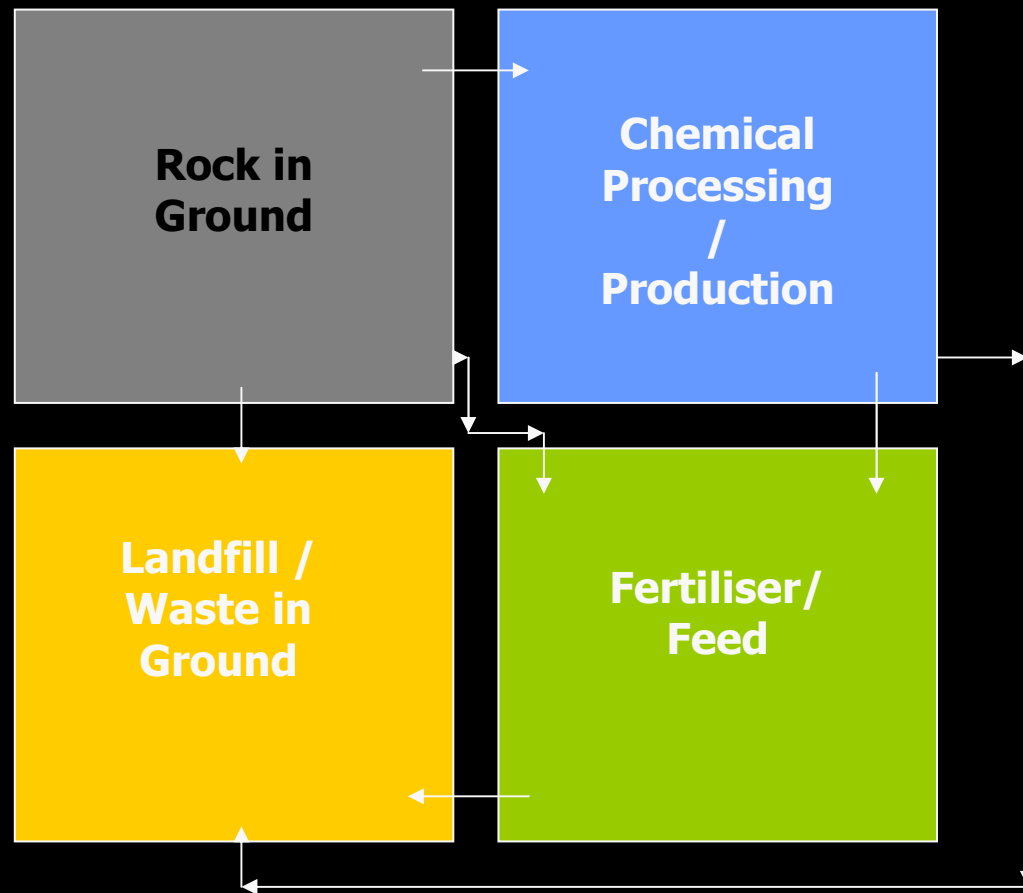 Rock in
Ground
Chemical
Processing
/
Production
Landfill /
Waste in
Ground
Fertiliser/
Feed